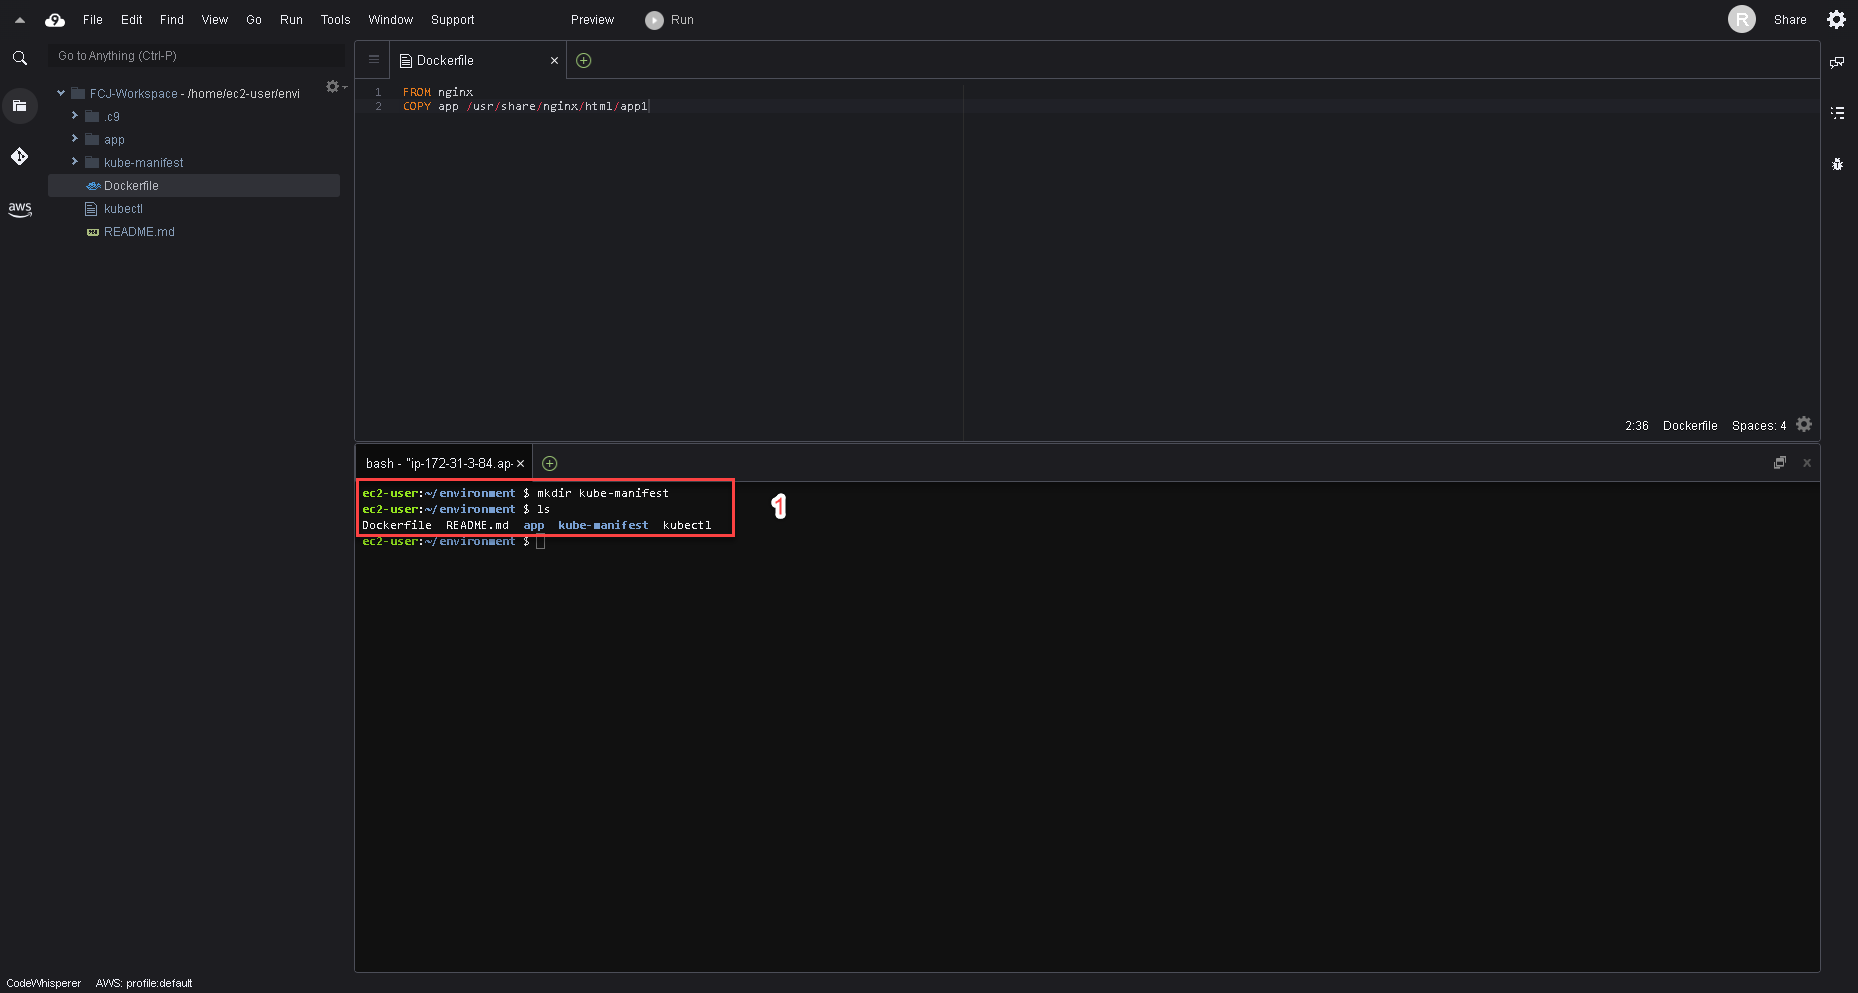 9 File Edit Find View Go Run Tools Window Support Preview Run R Share
Go to Anything (Ctrl-P)
FCJ-Workspace - /home/ec2-user/envi
.c9
app
kube-manifest
Dockerfile
kubectl
README.md
aws
Dockerfile
1 FROM nginx
2 COPY app /usr/share/nginx/html/app1
2:36 Dockerfile Spaces: 4
bash - "ip-172-31-3-84.ap-
ec2-user:~/environment $ mkdir kube-manifest
ec2-user:~/environment $ ls
Dockerfile README.md app kube-manifest kubectl
ec2-user:~/environment $
1
CodeWhisperer AWS: profile:default